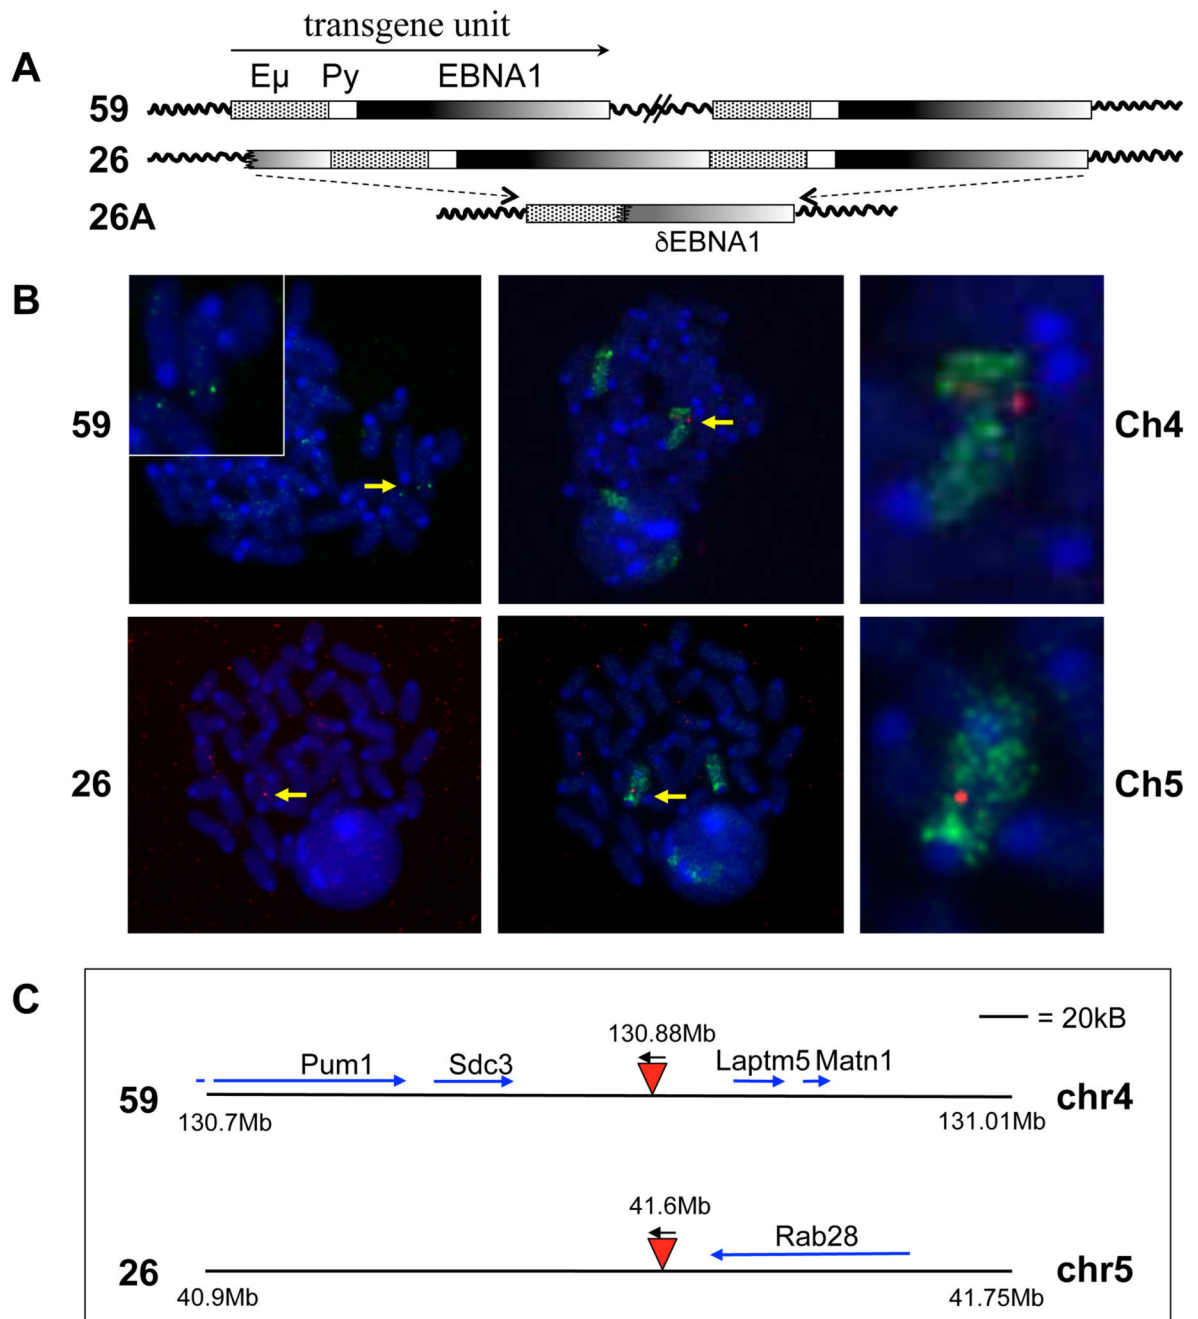 transgene unit
A
Eμ Py EBNA1
59
26
26A
δEBNA1
B
59
Ch4
26
Ch5
C
= 20kB
130.88Mb
Pum1 Sdc3 Laptm5 Matn1
59 chr4
130.7Mb 131.01Mb
41.6Mb
Rab28
26 chr5
40.9Mb 41.75Mb